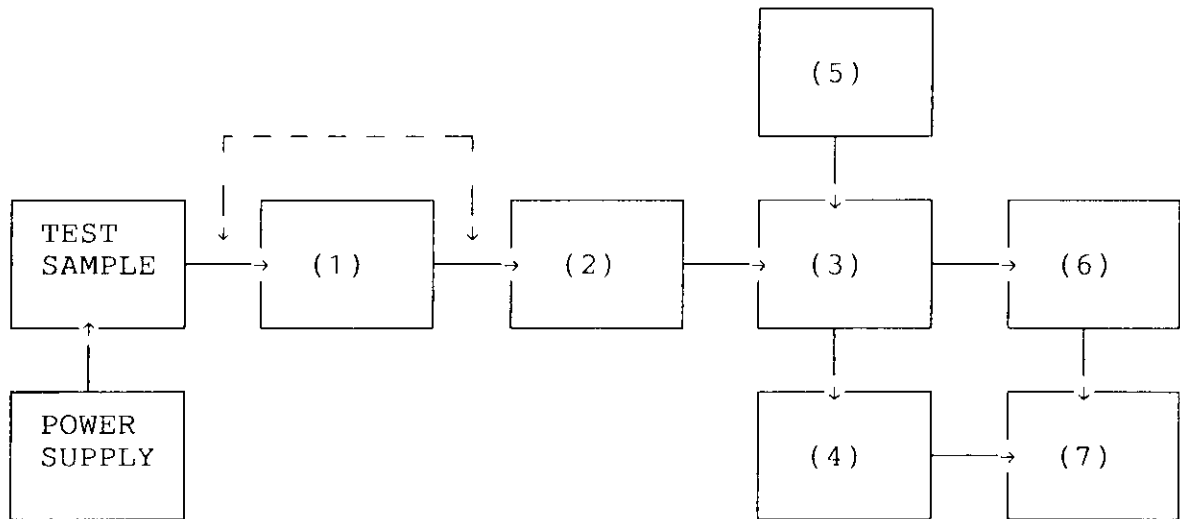 (5)
TEST
SAMPLE
(1)
(2)
(3)
(6)
POWER
SUPPLY
(4)
(7)